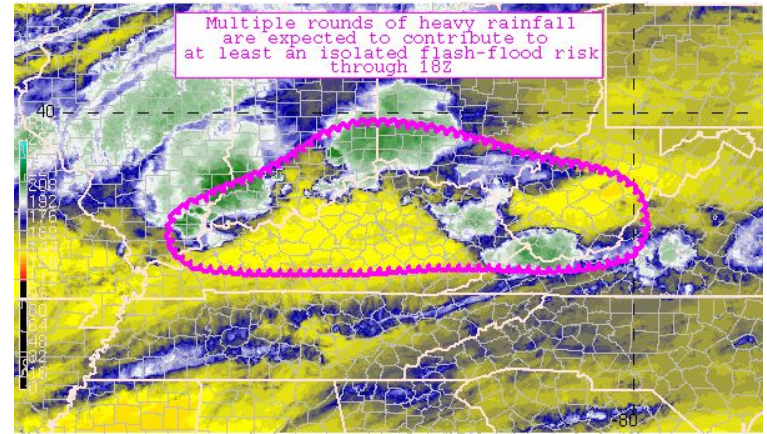 Multiple rounds of heavy rainfall
are expected to contribute to
at least an isolated flash-flood risk
through 18Z
40
-80